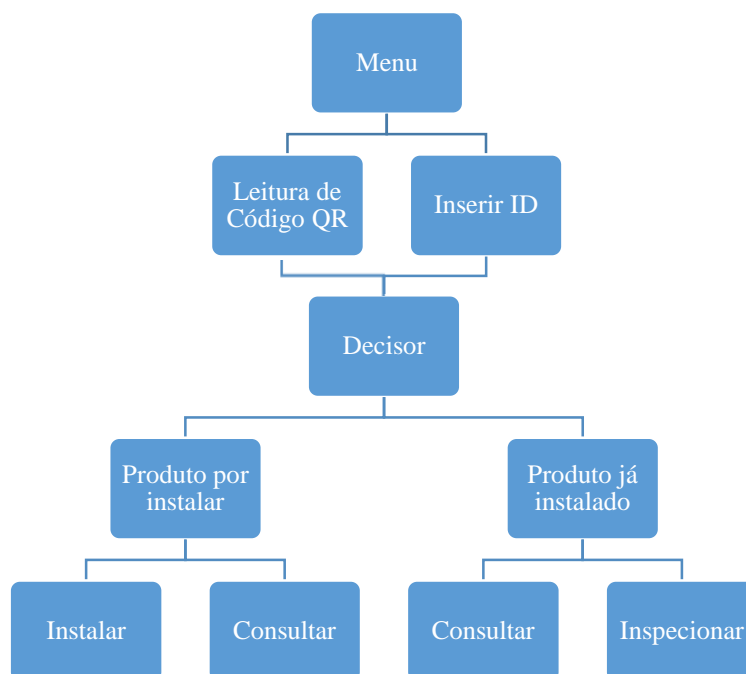 Menu
Leitura de
Código QR
Inserir ID
Decisor
Produto por
instalar
Produto já
instalado
Instalar
Consultar
Consultar
Inspecionar